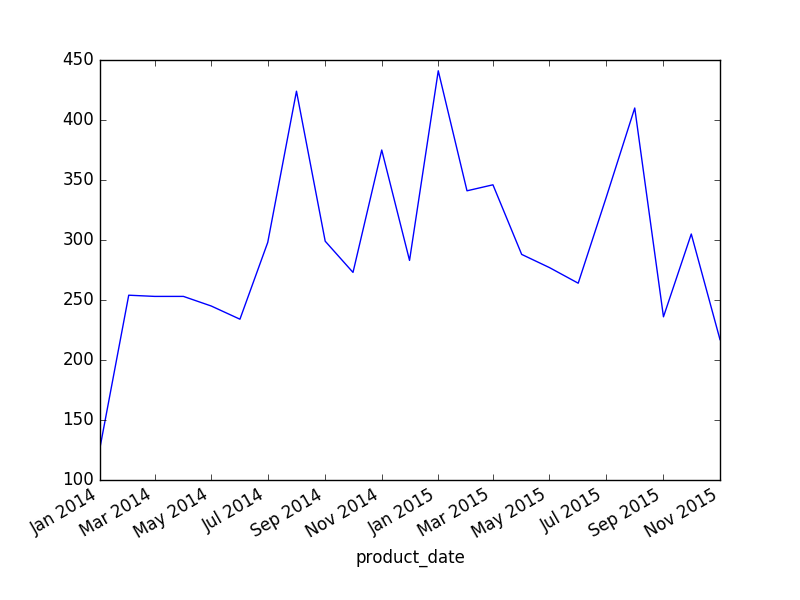 450
400
350
300
250
200
150
100
Jan 2014
Mar 2014
May 2014
Jul 2014
Sep 2014
Nov 2014
Jan 2015
Mar 2015
May 2015
Jul 2015
Sep 2015
Nov 2015
product_date